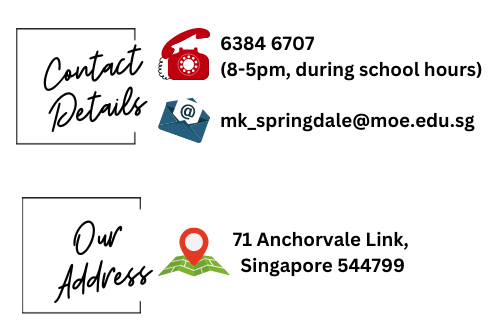 Contact
Details
6384 6707
(8-5pm, during school hours)
@
mk_springdale@moe.edu.sg
Our
Address
71 Anchorvale Link,
Singapore 544799